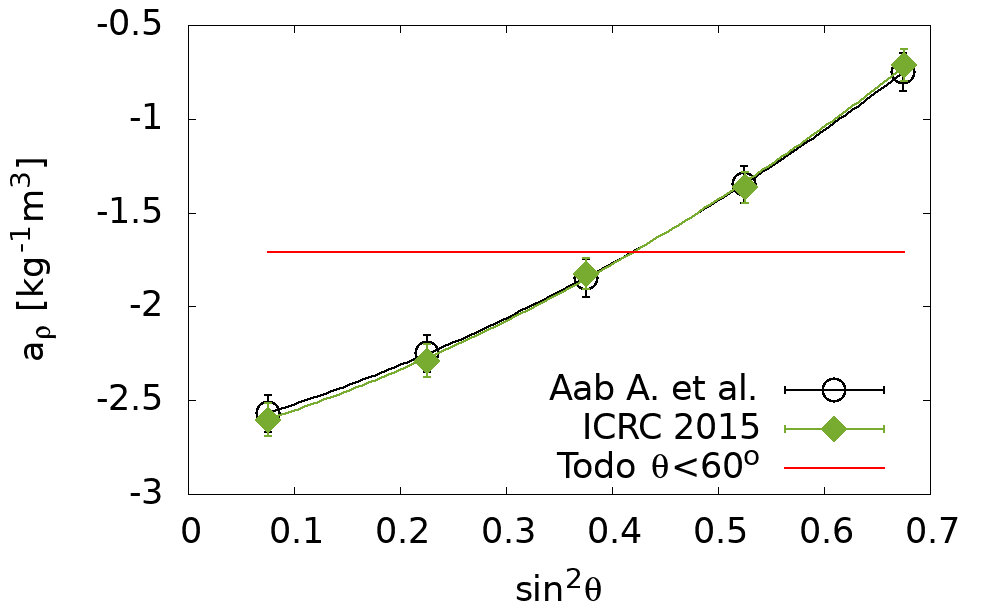 -0.5
-1
-1.5
-2
-2.5
-3
0 0.1 0.2 0.3 0.4 0.5 0.6 0.7
aρ [kg⁻¹m³]
sin²θ
Aab A. et al.
ICRC 2015
Todo θ<60º